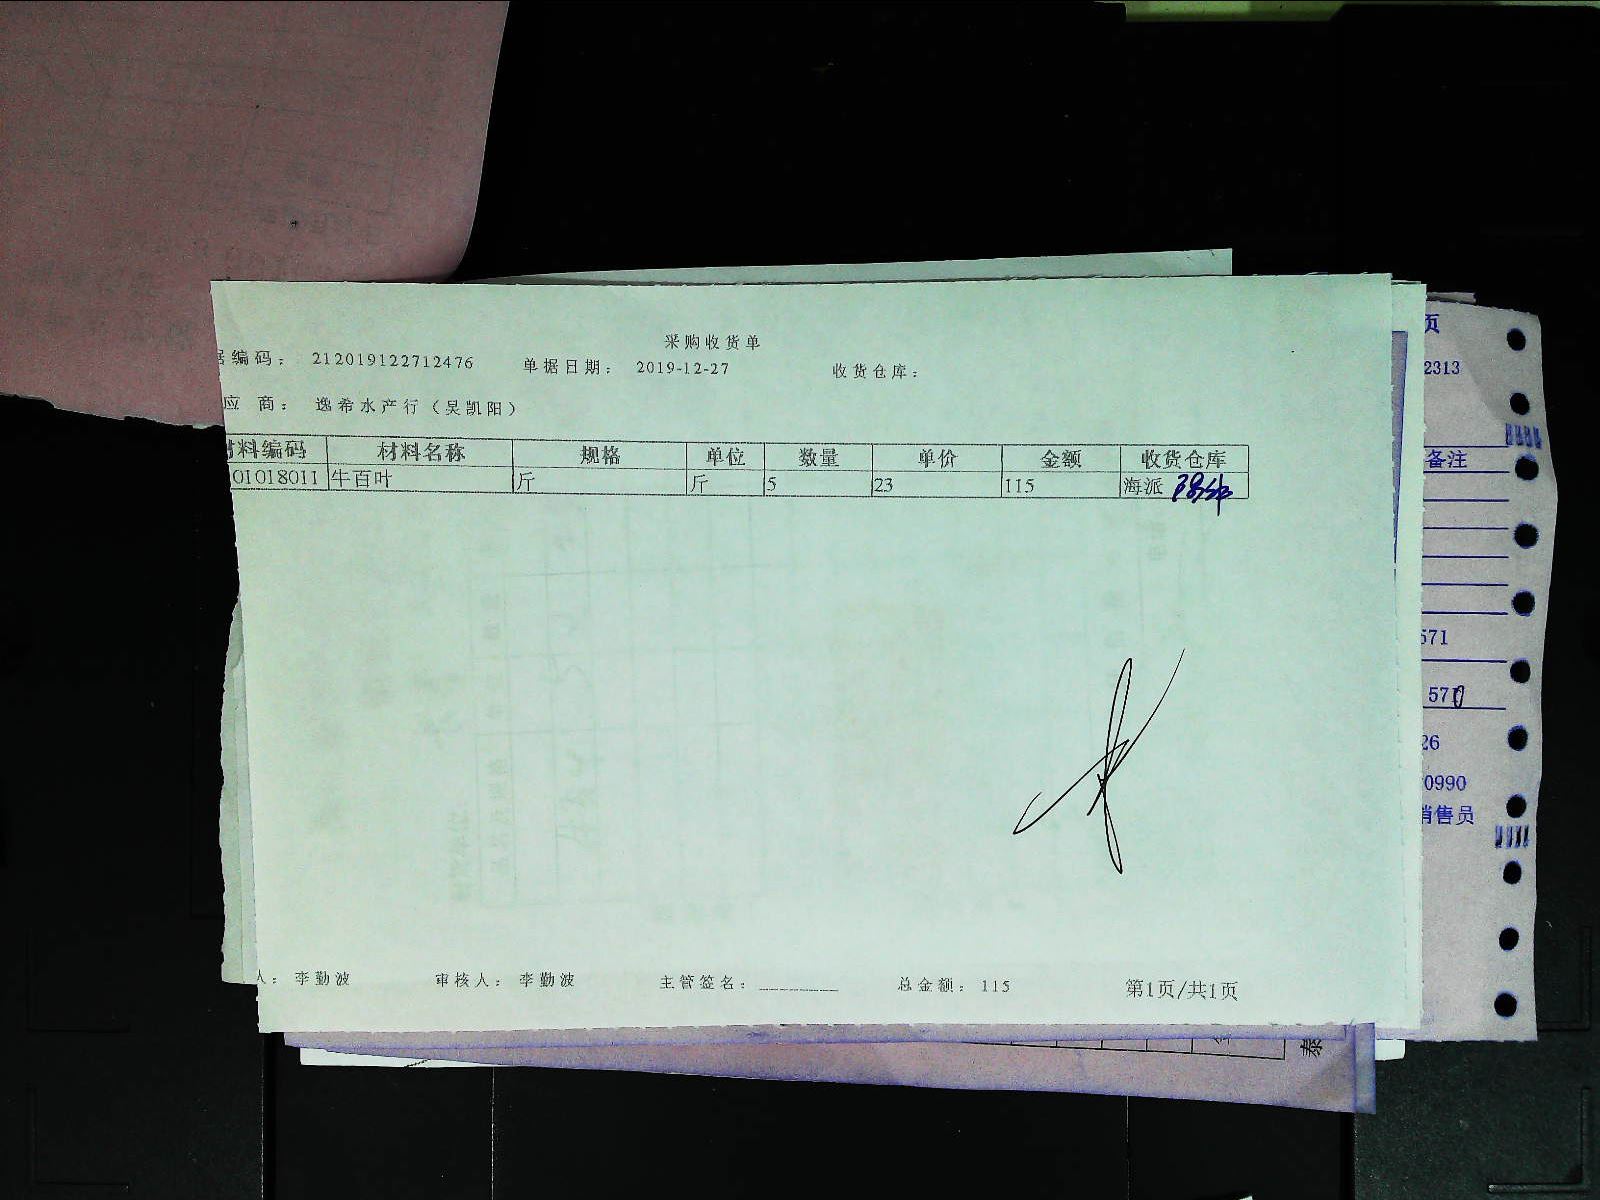 采购收货单
据编码： 212019122712476 单据日期： 2019-12-27 收货仓库：
应 商： 逸希水产行（吴凯阳）
材料编码 材料名称 规格 单位 数量 单价 金额 收货仓库
01018011 牛百叶 斤 斤 5 23 115 海派
人： 李勤波 审核人： 李勤波 主管签名：________ 总金额： 115 第1页/共1页
页
2313
备注
571
571
26
0990
销售员
泰